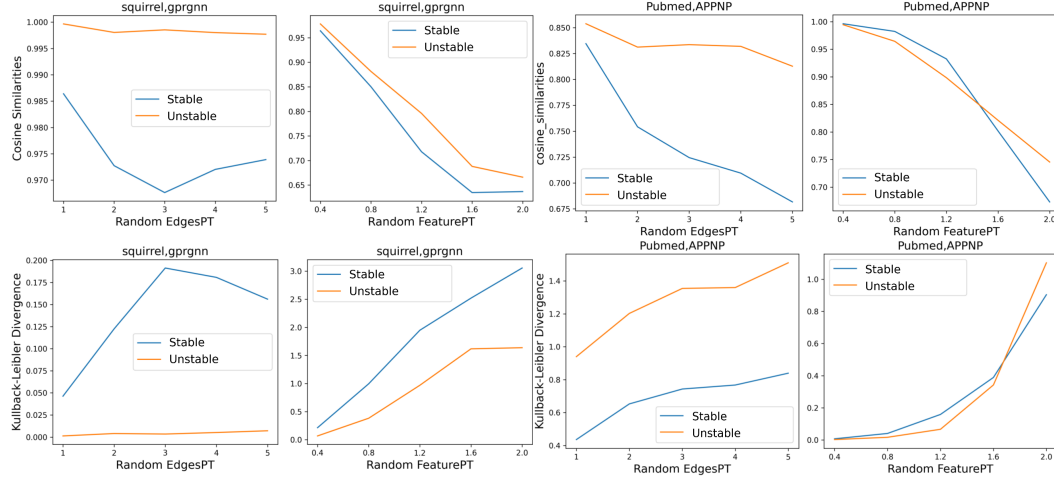 squirrel,gprgnn
1.000
0.995
0.990
0.985
0.980
0.975
0.970
Cosine Similarities
Stable
Unstable
1 2 3 4 5
Random EdgesPT
squirrel,gprgnn
0.95
0.90
0.85
0.80
0.75
0.70
0.65
Stable
Unstable
0.4 0.8 1.2 1.6 2.0
Random FeaturePT
Pubmed,APPNP
0.850
0.825
0.800
0.775
0.750
0.725
0.700
0.675
cosine_similarities
Stable
Unstable
1 2 3 4 5
Random EdgesPT
Pubmed,APPNP
1.00
0.95
0.90
0.85
0.80
0.75
0.70
Stable
Unstable
0.4 0.8 1.2 1.6 2.0
Random FeaturePT
squirrel,gprgnn
0.200
0.175
0.150
0.125
0.100
0.075
0.050
0.025
0.000
Kullback-Leibler Divergence
Stable
Unstable
1 2 3 4 5
Random EdgesPT
squirrel,gprgnn
3.0
2.5
2.0
1.5
1.0
0.5
0.0
Stable
Unstable
0.4 0.8 1.2 1.6 2.0
Random FeaturePT
Pubmed,APPNP
1.4
1.2
1.0
0.8
0.6
0.4
Kullback-Leibler Divergence
Stable
Unstable
1 2 3 4 5
Random EdgesPT
Pubmed,APPNP
1.0
0.8
0.6
0.4
0.2
0.0
Stable
Unstable
0.4 0.8 1.2 1.6 2.0
Random FeaturePT